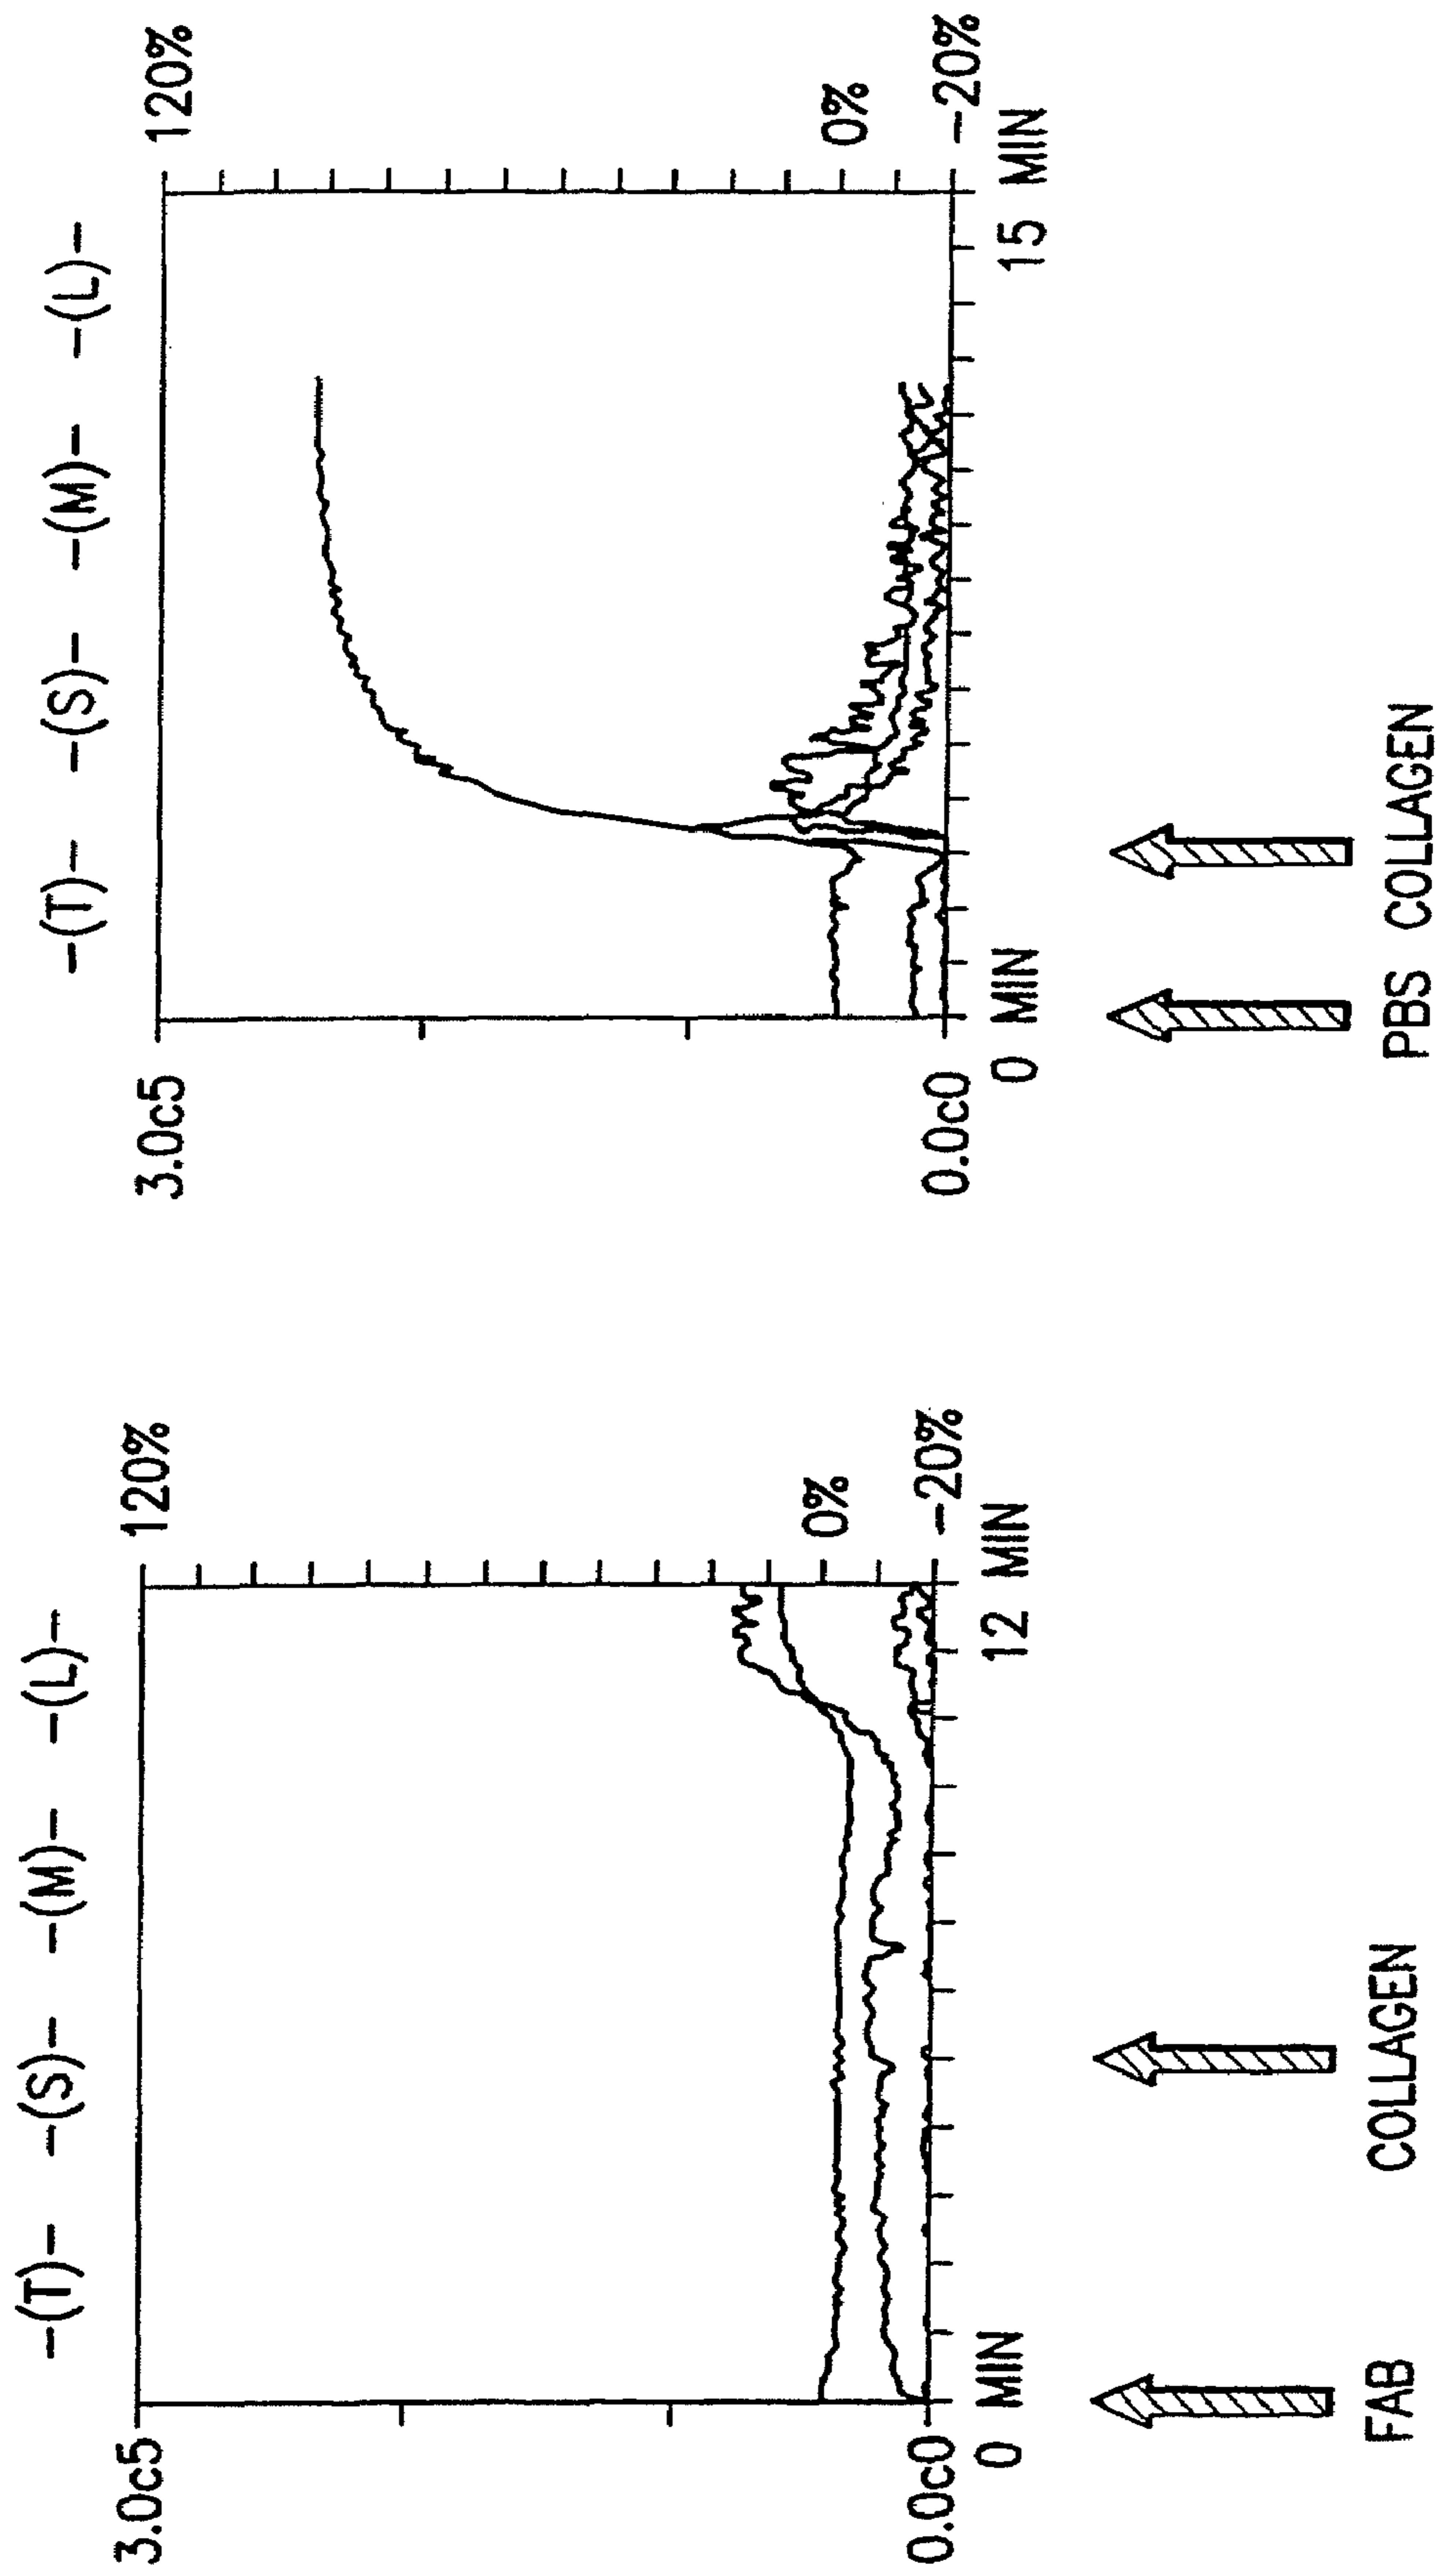 -(T)- -(S)- -(M)- -(L)-
3.0c5
120%
0%
0.0c0
-20%
0 MIN
12 MIN
FAB
COLLAGEN
-(T)- -(S)- -(M)- -(L)-
3.0c5
120%
0%
0.0c0
-20%
0 MIN
15 MIN
PBS
COLLAGEN